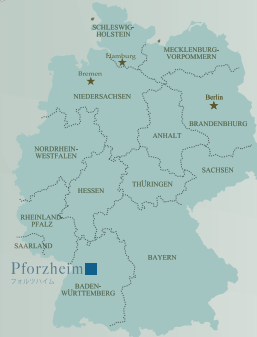 SCHLESWIG-
HOLSTEIN
Hamburg
MECKLENBURG-
VORPOMMERN
Bremen
NIEDERSACHSEN
Berlin
BRANDENBHURG
ANHALT
NORDRHEIN-
WESTFALEN
SACHSEN
THÜRINGEN
HESSEN
RHEINLAND-
PFALZ
SAARLAND
BAYERN
Pforzheim
フォルツハイム
BADEN-
WÜRTTEMBERG